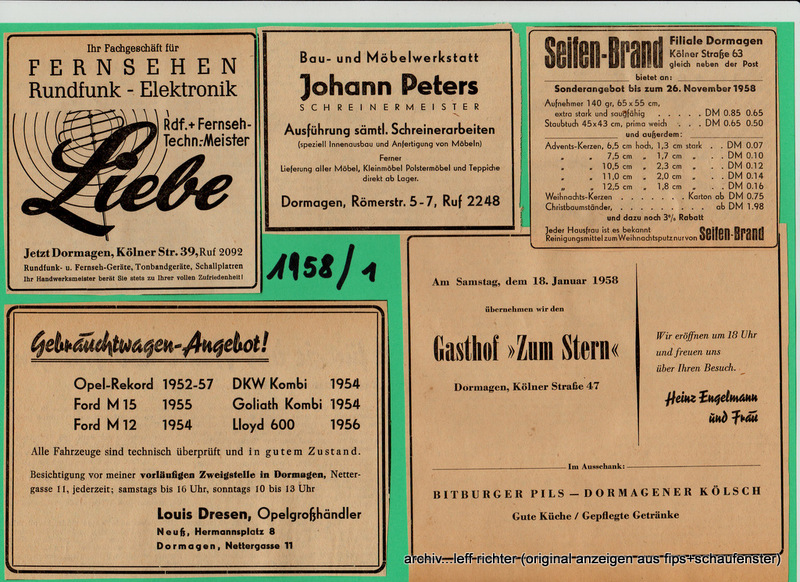 Ihr Fachgeschäft für
FERNSEHEN
Rundfunk - Elektronik
Rdf.+Fernseh-
Techn.-Meister
Liebe
Jetzt Dormagen, Kölner Str. 39, Ruf 2092
Rundfunk- u. Fernseh-Geräte, Tonbandgeräte, Schallplatten
Ihr Handwerksmeister berät Sie stets zu Ihrer vollen Zufriedenheit!
Bau- und Möbelwerkstatt
Johann Peters
SCHREINERMEISTER
Ausführung sämtl. Schreinerarbeiten
(speziell Innenausbau und Anfertigung von Möbeln)
Ferner
Lieferung aller Möbel, Kleinmöbel Polstermöbel und Teppiche
direkt ab Lager.
Dormagen, Römerstr. 5-7, Ruf 2248
Seifen-Brand
Filiale Dormagen
Kölner Straße 63
gleich neben der Post
bietet an:
Sonderangebot bis zum 26. November 1958
Aufnehmer 140 gr, 65 x 55 cm,
extra stark und saugfähig . . . . . DM 0.85 0.65
Staubtuch 45x43 cm, prima weich . . . . DM 0.65 0.50
und außerdem:
Advents-Kerzen, 6,5 cm hoch, 1,3 cm stark . . DM 0.07
„ „ 7,5 cm „ 1,7 cm „ . . DM 0.10
„ „ 10,5 cm „ 2,3 cm „ . . DM 0.12
„ „ 11,0 cm „ 2,0 cm „ . . DM 0.14
„ „ 12,5 cm „ 1,8 cm „ . . DM 0.16
Weihnachts-Kerzen . . . . . . . Karton ab DM 0.75
Christbaumständer, . . . . . . . . ab DM 1.98
und dazu noch 3% Rabatt
Jeder Hausfrau ist es bekannt
Reinigungsmittel zum Weihnachtsputz nur von Seifen-Brand
1958/1
Gebrauchtwagen-Angebot!
Opel-Rekord 1952-57 DKW Kombi 1954
Ford M 15 1955 Goliath Kombi 1954
Ford M 12 1954 Lloyd 600 1956
Alle Fahrzeuge sind technisch überprüft und in gutem Zustand.
Besichtigung vor meiner vorläufigen Zweigstelle in Dormagen, Netter-
gasse 11, jederzeit; samstags bis 16 Uhr, sonntags 10 bis 13 Uhr
Louis Dresen, Opelgroßhändler
Neuß, Hermannsplatz 8
Dormagen, Nettergasse 11
Am Samstag, dem 18. Januar 1958
übernehmen wir den
Gasthof »Zum Stern«
Dormagen, Kölner Straße 47
Wir eröffnen um 18 Uhr
und freuen uns
über Ihren Besuch.
Heinz Engelmann
und Frau
Im Ausschank:
BITBURGER PILS — DORMAGENER KÖLSCH
Gute Küche / Gepflegte Getränke
archiv...leff richter (original anzeigen aus fips+schaufenster)